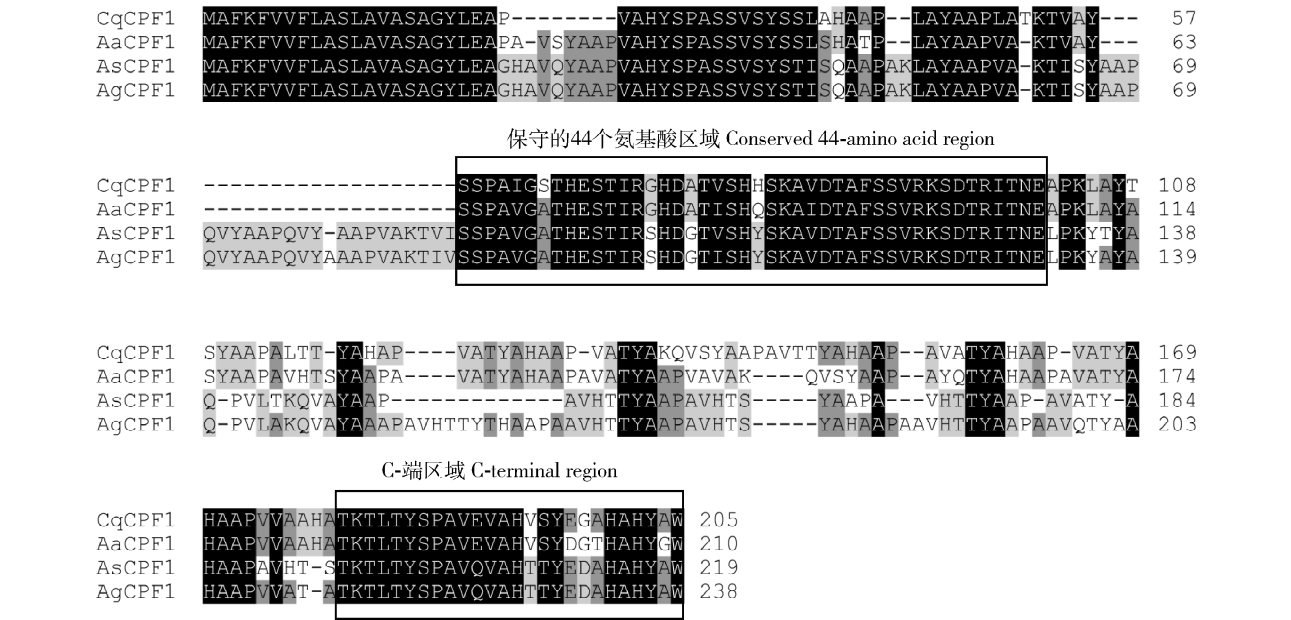 CqCPF1 MAFKFVVFLASLAVASAGYLEAP--------VAHYSPASSVSYSSLAHAAP--LAYAAPLATKTVAY--- 57
AaCPF1 MAFKFVVFLASLAVASAGYLEAPA-VSYAAPVAHYSPASSVSYSSLSHATP--LAYAAPVA-KTVAY--- 63
AsCPF1 MAFKFVVFLASLAVASAGYLEAGHAVQYAAPVAHYSPASSVSYSTISQAAPAKLAYAAPVA-KTISYAAP 69
AgCPF1 MAFKFVVFLASLAVASAGYLEAGHAVQYAAPVAHYSPASSVSYSTISQAAPAKLAYAAPVA-KTISYAAP 69
保守的44个氨基酸区域 Conserved 44-amino acid region
CqCPF1 -------------------SSPAIGSTHESTIRGHDATVSHHSKAVDTAFSSVRKSDTRITNEAPKLAYT 108
AaCPF1 -------------------SSPAVGATHESTIRGHDATISHQSKAIDTAFSSVRKSDTRITNEAPKLAYA 114
AsCPF1 QVYAAPQVY-AAPVAKTVISSPAVGATHESTIRSHDGTVSHYSKAVDTAFSSVRKSDTRITNELPKYTYA 138
AgCPF1 QVYAAPQVYAAAPVAKTIVSSPAVGATHESTIRSHDGTISHYSKAVDTAFSSVRKSDTRITNELPKYAYA 139
CqCPF1 SYAAPALTT-YAHAP----VATYAHAAP-VATYAKQVSYAAPAVTTYAHAAP--AVATYAHAAP-VATYA 169
AaCPF1 SYAAPAVHTSYAAPA----VATYAHAAPAVATYAAPVAVAK----QVSYAAP--AYQTYAHAAPAVATYA 174
AsCPF1 Q-PVLTKQVAYAAP-------------AVHTTYAAPAVHTS-----YAAPA---VHTTYAAP-AVATY-A 184
AgCPF1 Q-PVLAKQVAYAAAPAVHTTYTHAAPAAVHTTYAAPAVHTS-----YAHAAPAAVHTTYAAPAAVQTYAA 203
C-端区域 C-terminal region
CqCPF1 HAAPVVAAHATKTLTYSPAVEVAHVSYEGAHAHYAW 205
AaCPF1 HAAPVVAAHATKTLTYSPAVEVAHVSYDGTHAHYGW 210
AsCPF1 HAAPAVHT-STKTLTYSPAVQVAHTTYEDAHAHYAW 219
AgCPF1 HAAPVVAT-ATKTLTYSPAVQVAHTTYEDAHAHYAW 238